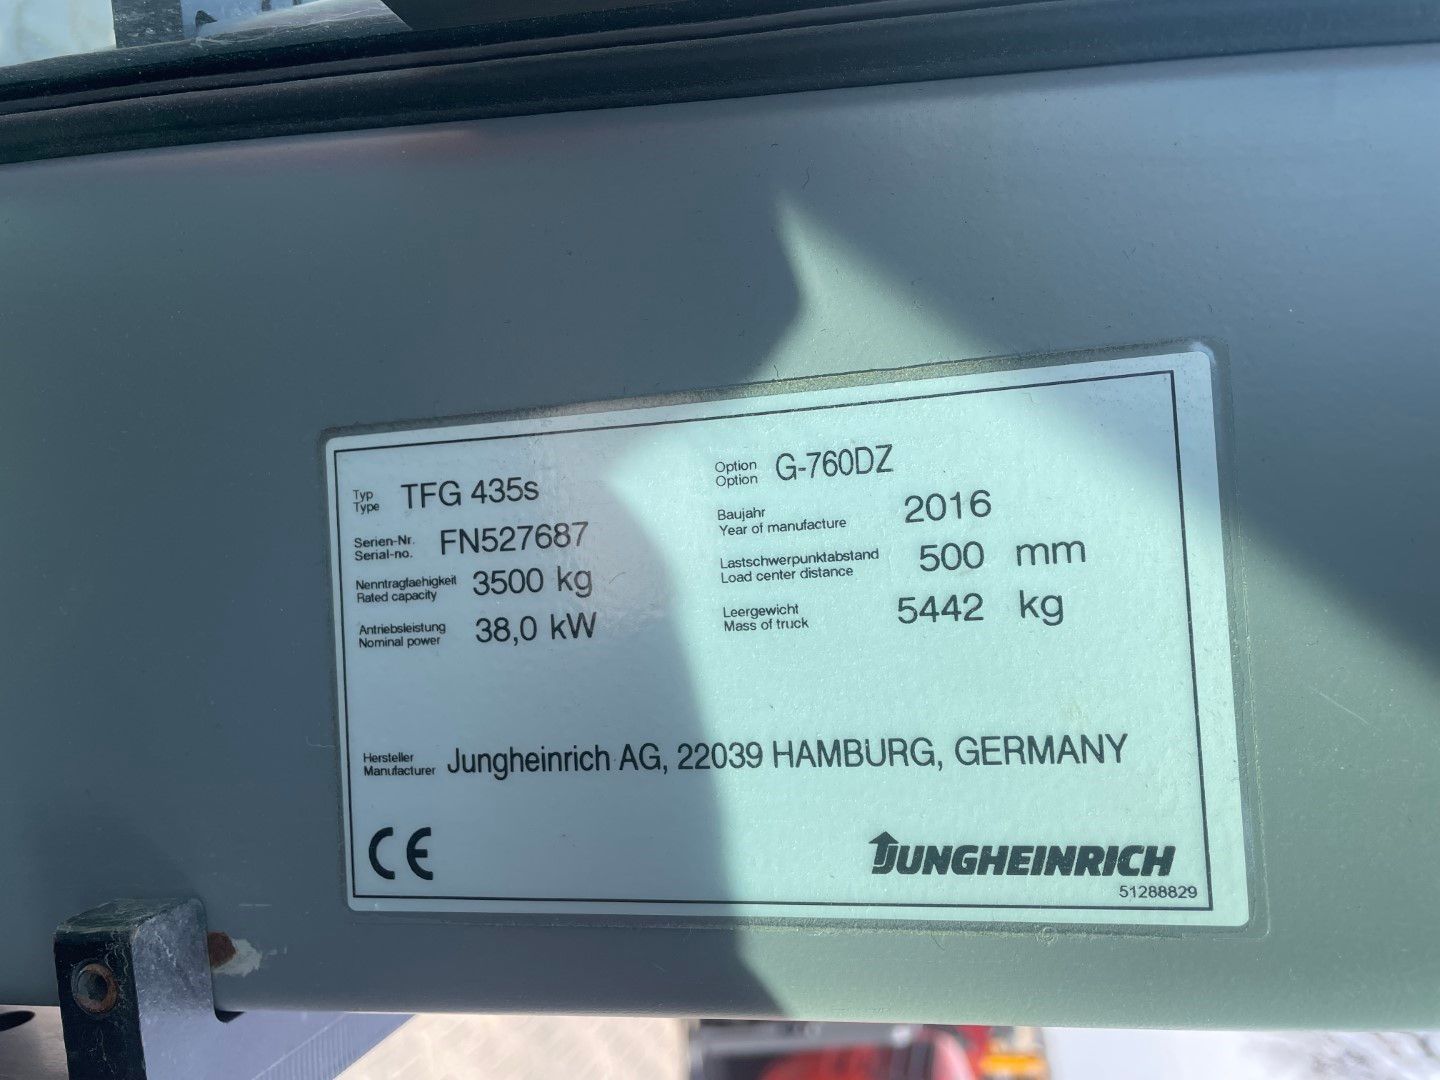 Typ
Type
TFG 435s
Option
Option
G-760DZ
Serien-Nr.
Serial-no.
FN527687
Baujahr
Year of manufacture
2016
Nenntragfaehigkeit
Rated capacity
3500 kg
Lastschwerpunktabstand
Load center distance
500 mm
Antriebsleistung
Nominal power
38,0 kW
Leergewicht
Mass of truck
5442 kg
Hersteller
Manufacturer
Jungheinrich AG, 22039 HAMBURG, GERMANY
CE
JUNGHEINRICH
51288829